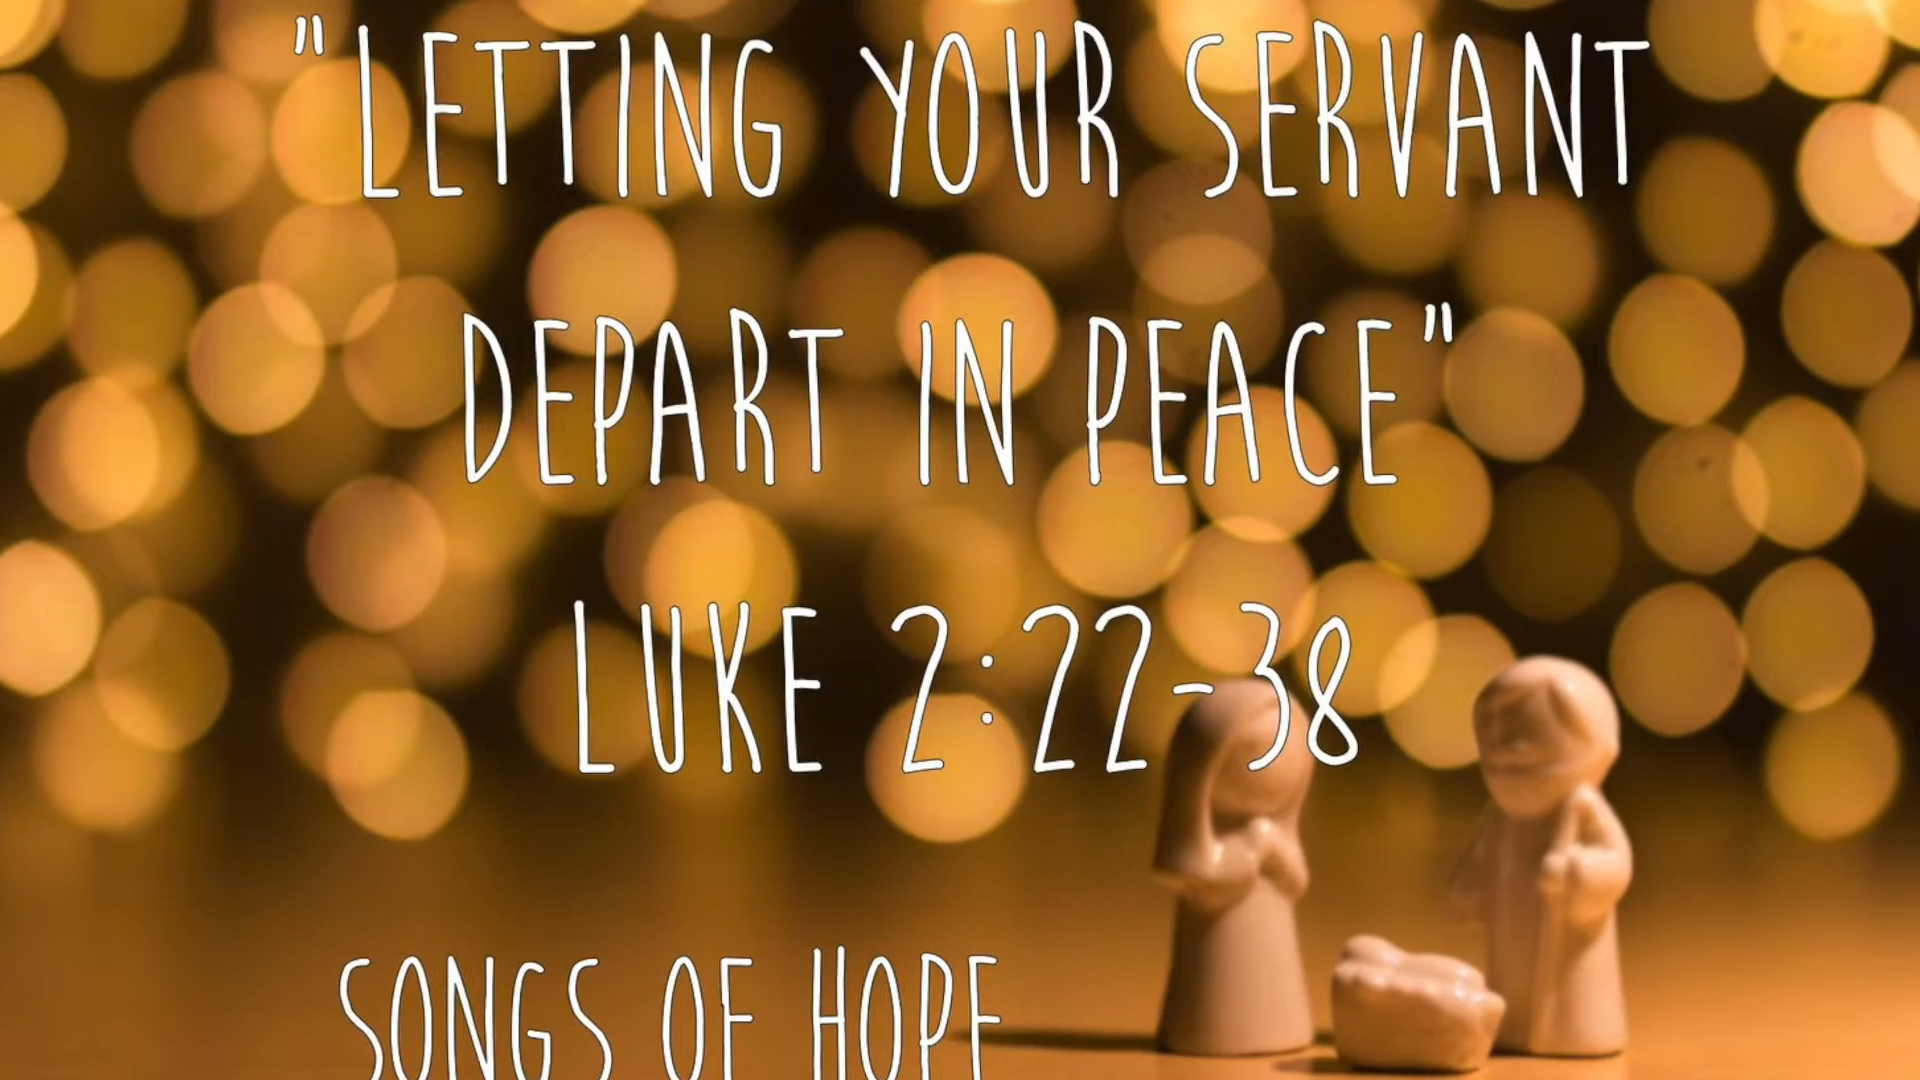 "LETTING YOUR SERVANT
DEPART IN PEACE"
LUKE 2:22-38
SONGS OF HOPE